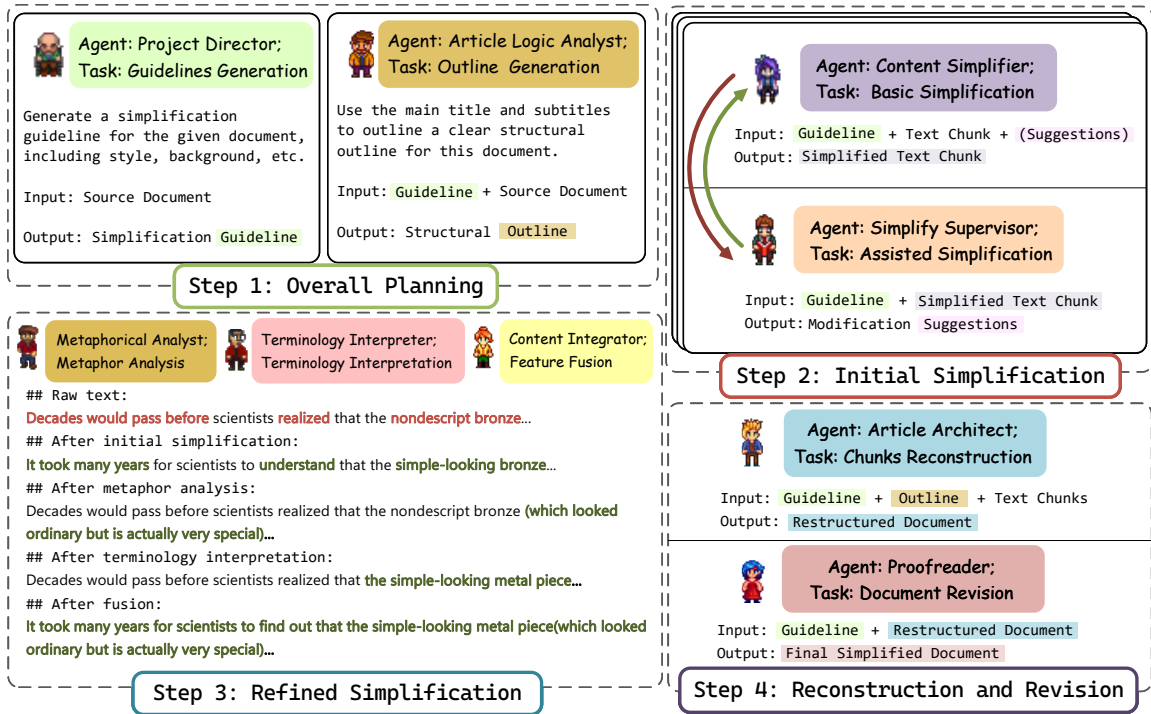 Agent: Project Director;
Task: Guidelines Generation
Generate a simplification
guideline for the given document,
including style, background, etc.
Input: Source Document
Output: Simplification Guideline
Agent: Article Logic Analyst;
Task: Outline Generation
Use the main title and subtitles
to outline a clear structural
outline for this document.
Input: Guideline + Source Document
Output: Structural Outline
Step 1: Overall Planning
Agent: Content Simplifier;
Task: Basic Simplification
Input: Guideline + Text Chunk + (Suggestions)
Output: Simplified Text Chunk
Agent: Simplify Supervisor;
Task: Assisted Simplification
Input: Guideline + Simplified Text Chunk
Output: Modification Suggestions
Step 2: Initial Simplification
Metaphorical Analyst;
Metaphor Analysis
Terminology Interpreter;
Terminology Interpretation
Content Integrator;
Feature Fusion
## Raw text:
Decades would pass before scientists realized that the nondescript bronze...
## After initial simplification:
It took many years for scientists to understand that the simple-looking bronze...
## After metaphor analysis:
Decades would pass before scientists realized that the nondescript bronze (which looked
ordinary but is actually very special)...
## After terminology interpretation:
Decades would pass before scientists realized that the simple-looking metal piece...
## After fusion:
It took many years for scientists to find out that the simple-looking metal piece(which looked
ordinary but is actually very special)...
Step 3: Refined Simplification
Agent: Article Architect;
Task: Chunks Reconstruction
Input: Guideline + Outline + Text Chunks
Output: Restructured Document
Agent: Proofreader;
Task: Document Revision
Input: Guideline + Restructured Document
Output: Final Simplified Document
Step 4: Reconstruction and Revision